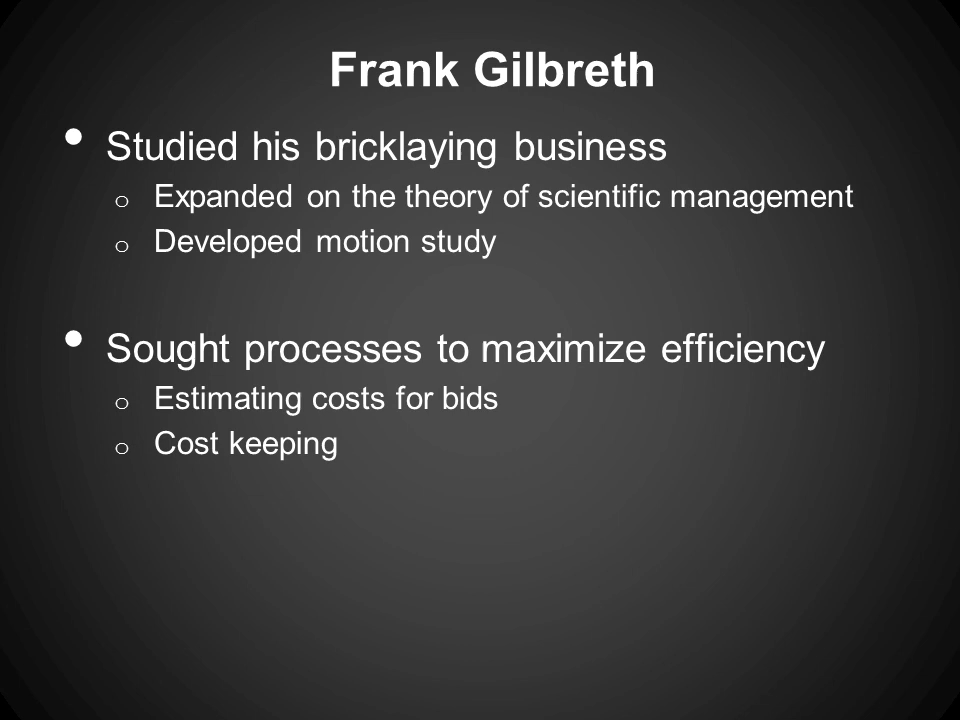 Frank Gilbreth
• Studied his bricklaying business
o Expanded on the theory of scientific management
o Developed motion study
• Sought processes to maximize efficiency
o Estimating costs for bids
o Cost keeping